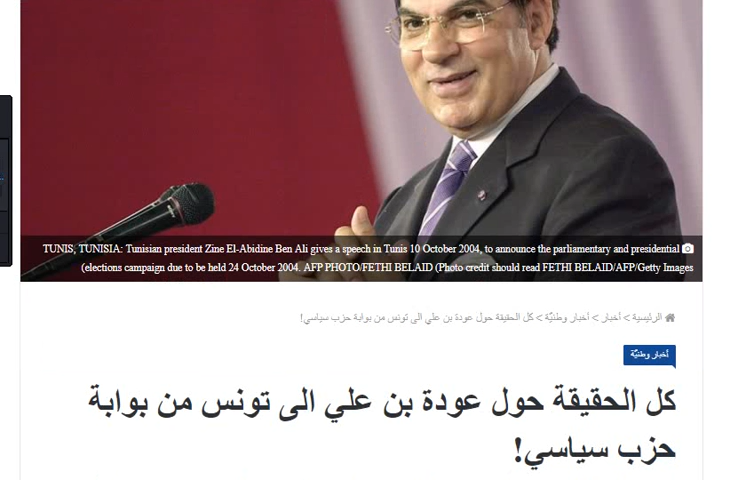 TUNIS, TUNISIA: Tunisian president Zine El-Abidine Ben Ali gives a speech in Tunis 10 October 2004, to announce the parliamentary and presidential
(elections campaign due to be held 24 October 2004. AFP PHOTO/FETHI BELAID (Photo credit should read FETHI BELAID/AFP/Getty Images
الرئيسية > أخبار > أخبار وطنيّة > كل الحقيقة حول عودة بن علي الى تونس من بوابة حزب سياسي!
أخبار وطنيّة
كل الحقيقة حول عودة بن علي الى تونس من بوابة
حزب سياسي!